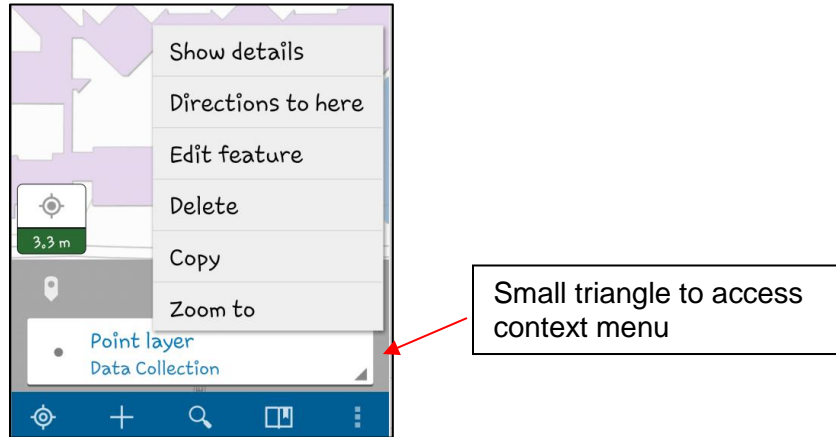 Show details
Directions to here
Edit feature
Delete
3.3 m
Copy
Zoom to
Point layer
Data Collection
Small triangle to access
context menu